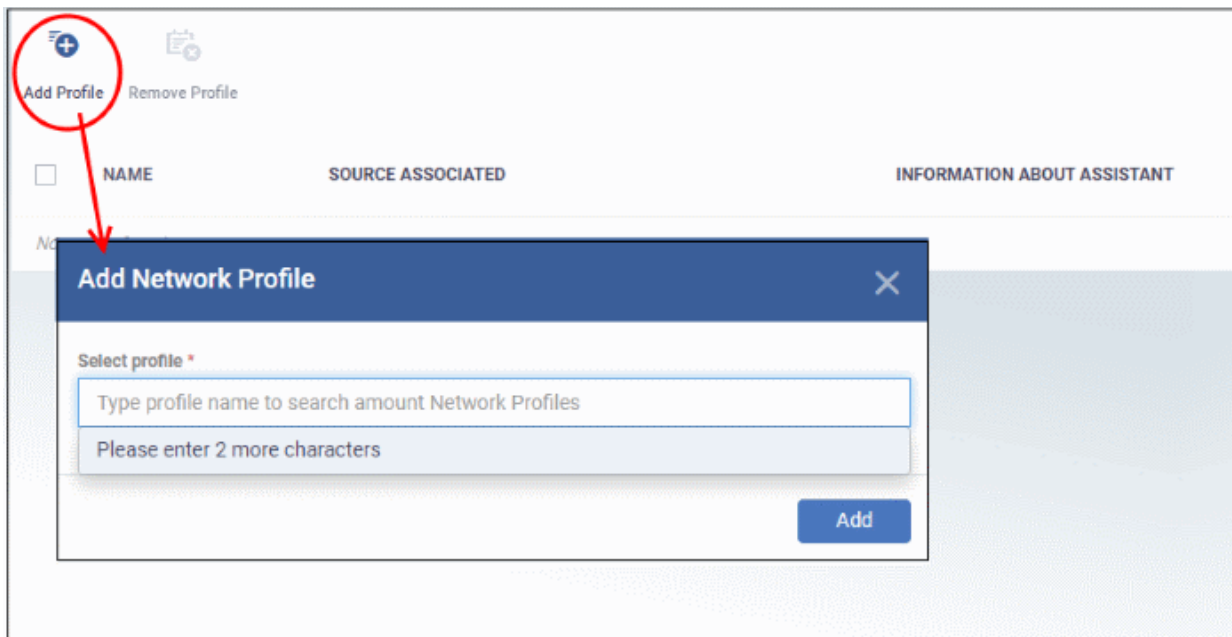 Add Profile Remove Profile
NAME SOURCE ASSOCIATED INFORMATION ABOUT ASSISTANT
Add Network Profile
Select profile *
Type profile name to search amount Network Profiles
Please enter 2 more characters
Add